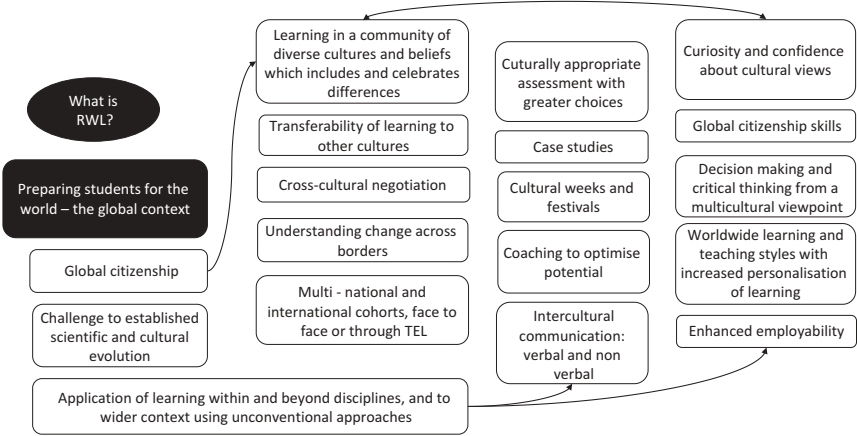 What is
RWL?
Preparing students for the
world – the global context
Global citizenship
Challenge to established
scientific and cultural
evolution
Application of learning within and beyond disciplines, and to
wider context using unconventional approaches
Learning in a community of
diverse cultures and beliefs
which includes and celebrates
differences
Transferability of learning to
other cultures
Cross-cultural negotiation
Understanding change across
borders
Multi - national and
international cohorts, face to
face or through TEL
Cuturally appropriate
assessment with
greater choices
Case studies
Cultural weeks and
festivals
Coaching to optimise
potential
Intercultural
communication:
verbal and non
verbal
Curiosity and confidence
about cultural views
Global citizenship skills
Decision making and
critical thinking from a
multicultural viewpoint
Worldwide learning and
teaching styles with
increased personalisation
of learning
Enhanced employability